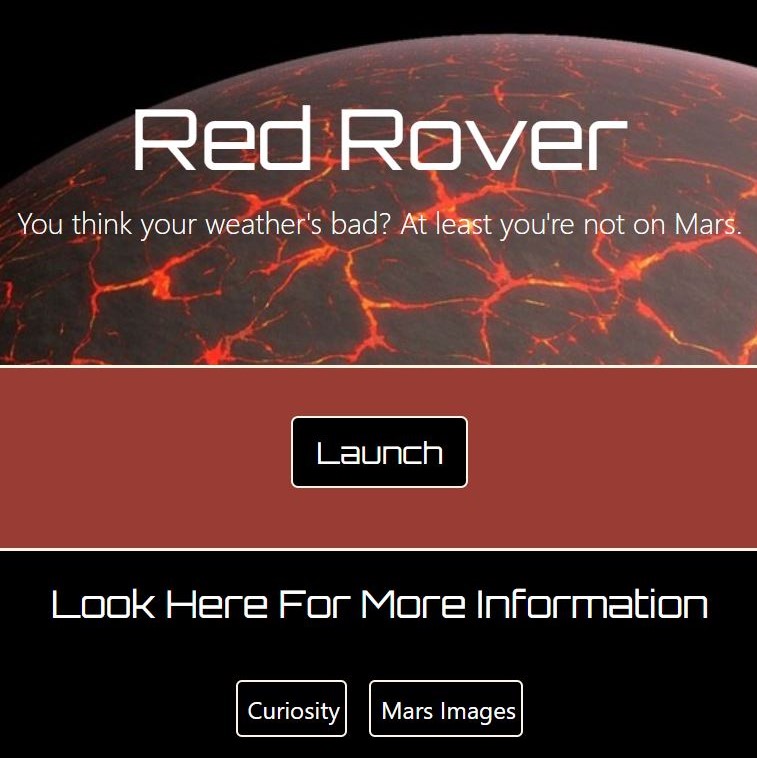 Red Rover
You think your weather's bad? At least you're not on Mars.
Launch
Look Here For More Information
Curiosity
Mars Images